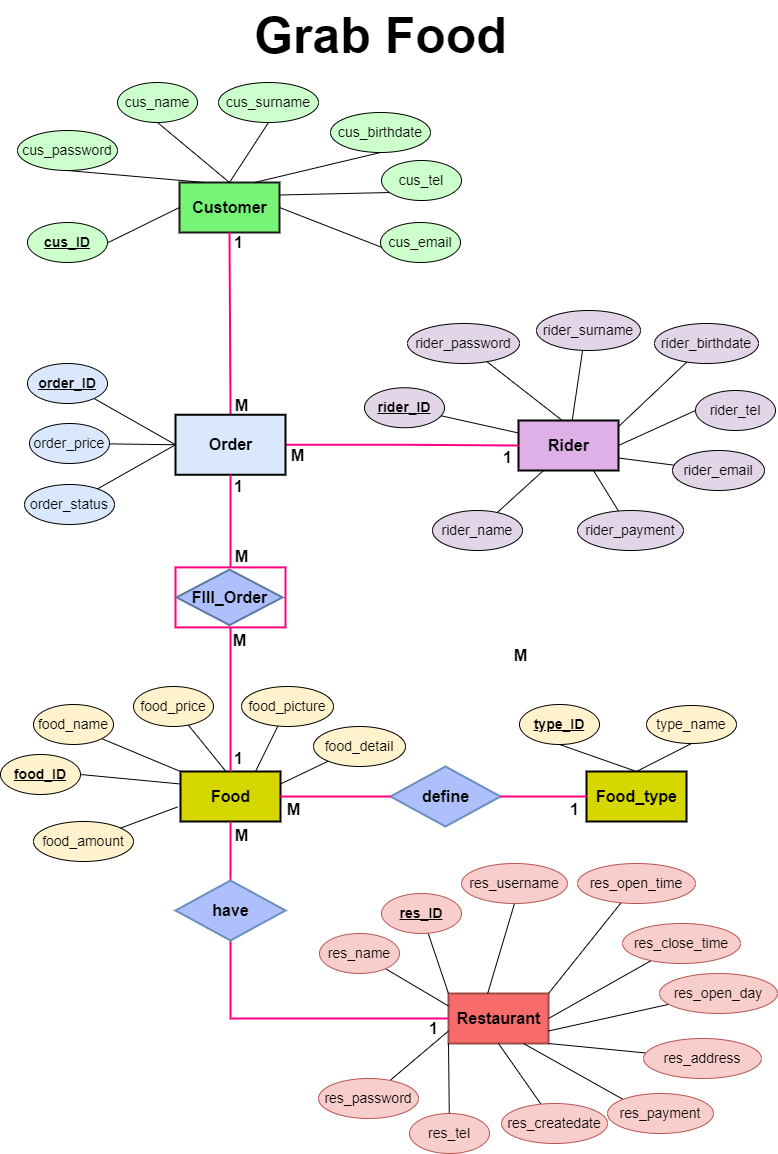 Grab Food
cus_name
cus_surname
cus_birthdate
cus_password
cus_tel
Customer
cus_ID
cus_email
1
rider_surname
rider_password
rider_birthdate
order_ID
M
rider_ID
rider_tel
order_price
Order
M
1
Rider
rider_email
order_status
1
rider_name
rider_payment
M
FIll_Order
M
M
food_name
food_price
food_picture
type_ID
type_name
food_detail
1
food_ID
Food
M
define
1
Food_type
food_amount
M
res_username
res_open_time
have
res_ID
res_name
res_close_time
res_open_day
1
Restaurant
res_address
res_password
res_tel
res_createdate
res_payment